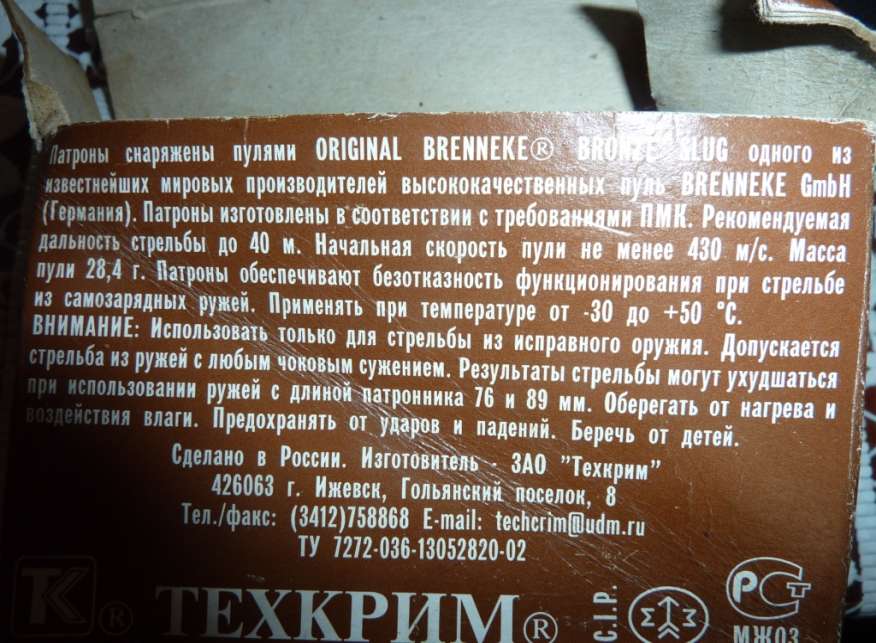 Патроны снаряжены пулями ORIGINAL BRENNEKE® BRONZE SLUG одного из
известнейших мировых производителей высококачественных пуль BRENNEKE GmbH
(Германия). Патроны изготовлены в соответствии с требованиями ПМК. Рекомендуемая
дальность стрельбы до 40 м. Начальная скорость пули не менее 430 м/с. Масса
пули 28,4 г. Патроны обеспечивают безотказность функционирования при стрельбе
из самозарядных ружей. Применять при температуре от -30 до +50 °С.
ВНИМАНИЕ: Использовать только для стрельбы из исправного оружия. Допускается
стрельба из ружей с любым чоковым сужением. Результаты стрельбы могут ухудшаться
при использовании ружей с длиной патронника 76 и 89 мм. Оберегать от нагрева и
воздействия влаги. Предохранять от ударов и падений. Беречь от детей.
Сделано в России. Изготовитель - ЗАО "Техкрим"
426063 г. Ижевск, Гольянский поселок, 8
Тел./факс: (3412)758868 E-mail: techcrim@udm.ru
ТУ 7272-036-13052820-02
ТК® ТЕХКРИМ® C.I.P. РСТ
МЖ03